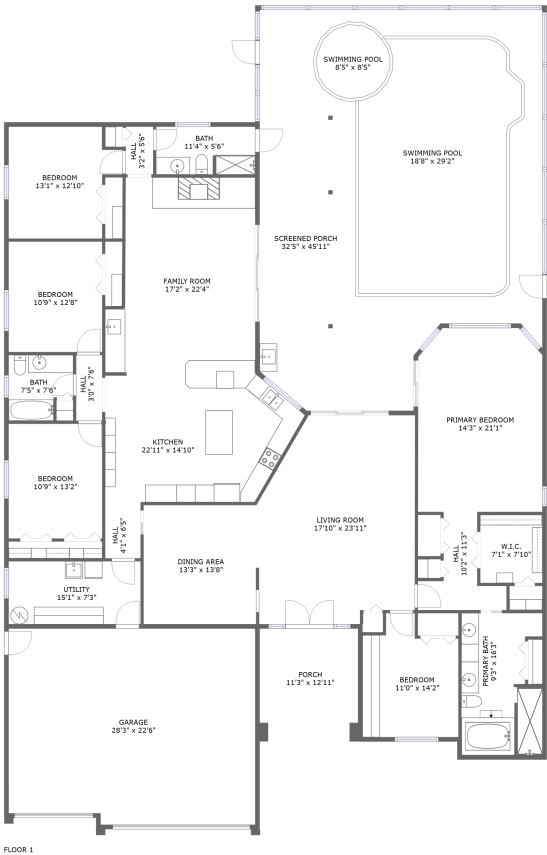 SWIMMING POOL
8'5" x 8'5"
SWIMMING POOL
18'8" x 29'2"
HALL
3'2" x 5'6"
BATH
11'4" x 5'6"
BEDROOM
13'1" x 12'10"
SCREENED PORCH
32'5" x 45'11"
FAMILY ROOM
17'2" x 22'4"
BEDROOM
10'9" x 12'8"
BATH
7'5" x 7'6"
HALL
3'0" x 7'6"
PRIMARY BEDROOM
14'3" x 21'1"
KITCHEN
22'11" x 14'10"
BEDROOM
10'9" x 13'2"
HALL
4'1" x 6'5"
LIVING ROOM
17'10" x 23'11"
HALL
10'2" x 11'3"
W.I.C.
7'1" x 7'10"
DINING AREA
13'3" x 13'8"
UTILITY
15'1" x 7'3"
PORCH
11'3" x 12'11"
BEDROOM
11'0" x 14'2"
PRIMARY BATH
9'3" x 16'3"
GARAGE
28'3" x 22'6"
FLOOR 1